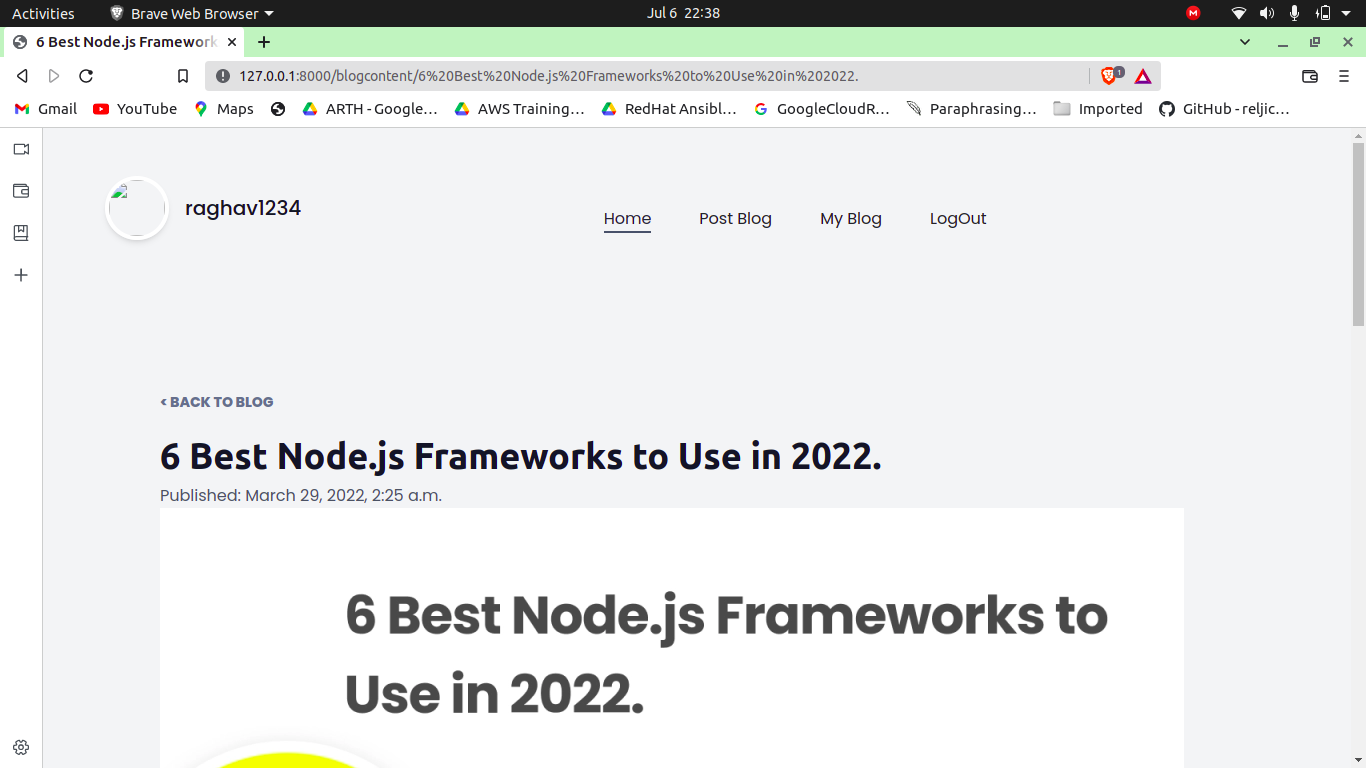 Activities Brave Web Browser Jul 6 22:38
6 Best Node.js Framework
127.0.0.1:8000/blogcontent/6%20Best%20Node.js%20Frameworks%20to%20Use%20in%202022. 1
Gmail YouTube Maps ARTH - Google... AWS Training... RedHat Ansibl... GoogleCloudR... Paraphrasing... Imported GitHub - reljic...
raghav1234
Home Post Blog My Blog LogOut
< BACK TO BLOG
6 Best Node.js Frameworks to Use in 2022.
Published: March 29, 2022, 2:25 a.m.
6 Best Node.js Frameworks to
Use in 2022.